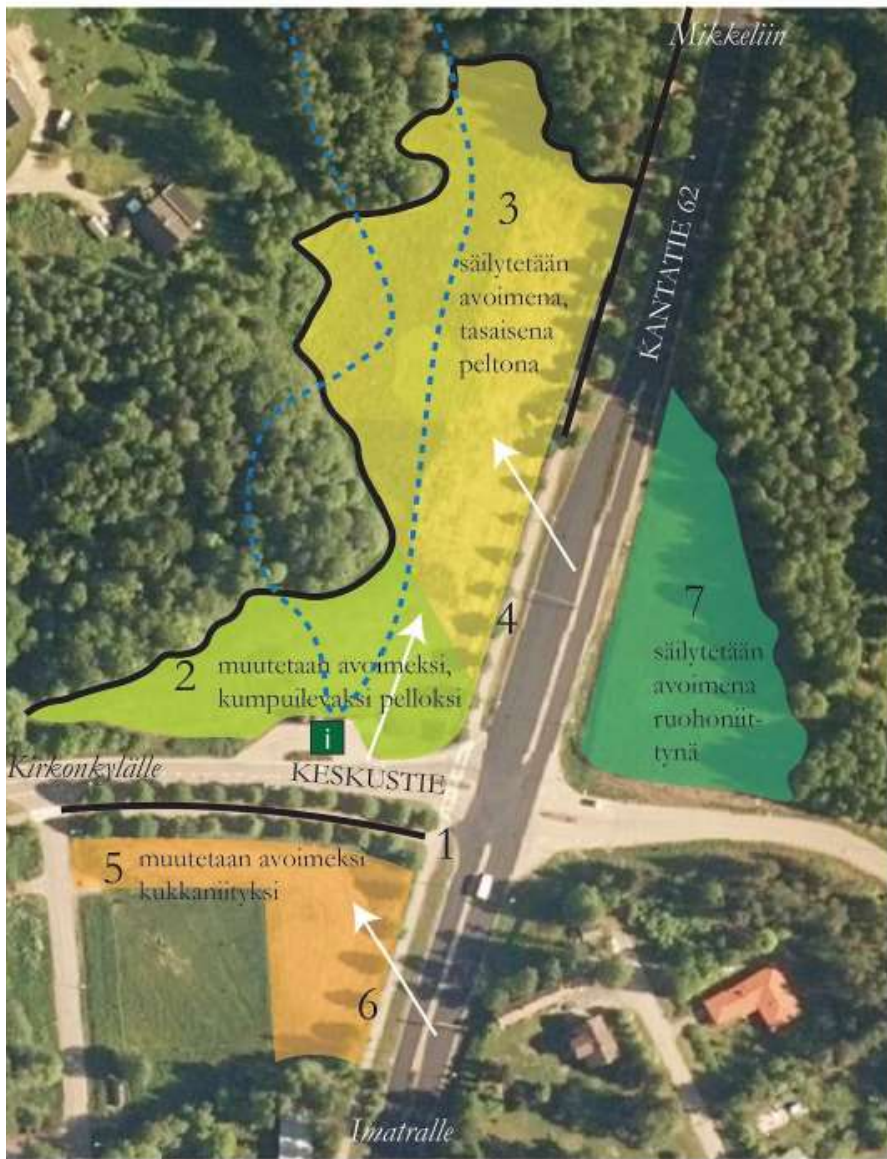 Mikkeliin
KANTATIE 62
3
säilytetään
avoimena,
tasaisena
peltona
4
7
säilytetään
avoimena
ruohoniit-
tynä
2
muutetaan avoimeksi,
kumpuilevaksi pelloksi
i
Kirkonkylälle
KESKUSTIE
1
5
muutetaan avoimeksi
kukkaniityksi
6
Imatralle